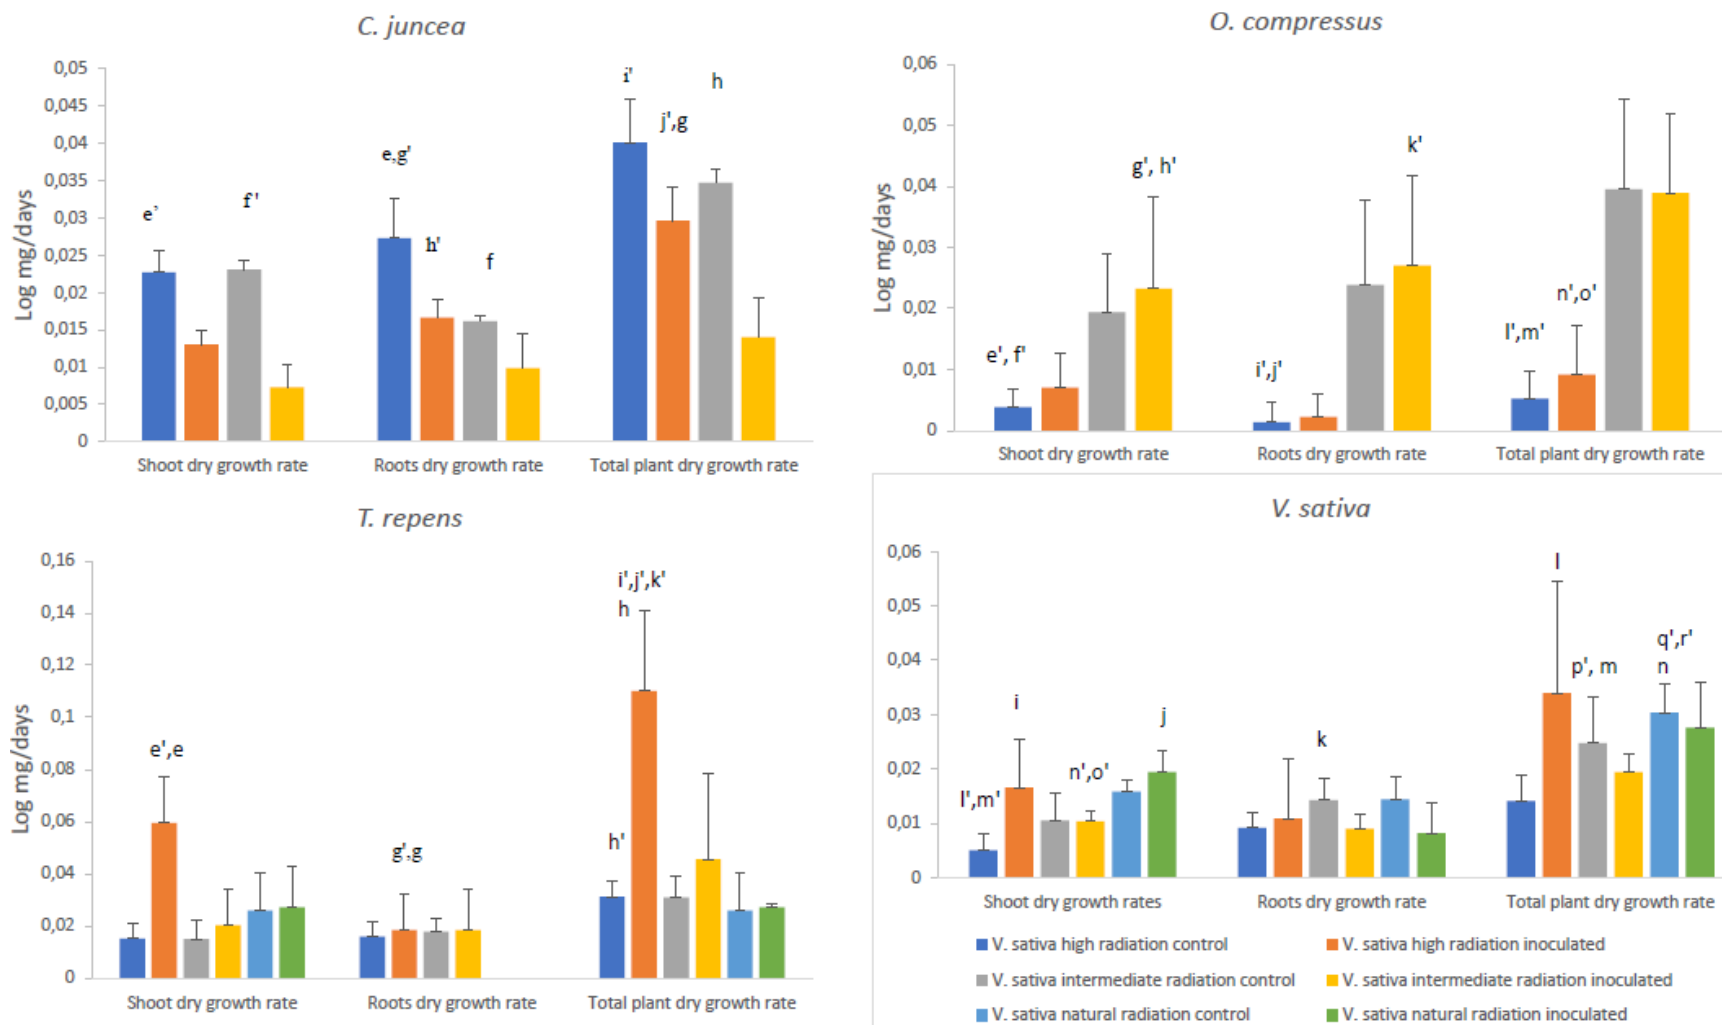 C. juncea
0,05
0,045
0,04
0,035
0,03
0,025
0,02
0,015
0,01
0,005
0
Log mg/days
e’
f'
e,g'
h'
f
i'
j',g
h
Shoot dry growth rate
Roots dry growth rate
Total plant dry growth rate
O. compressus
0,06
0,05
0,04
0,03
0,02
0,01
0
Log mg/days
e', f'
g', h'
i',j'
k'
l',m'
n',o'
Shoot dry growth rate
Roots dry growth rate
Total plant dry growth rate
T. repens
0,16
0,14
0,12
0,1
0,08
0,06
0,04
0,02
0
Log mg/days
e',e
g',g
h'
i',j',k'
h
Shoot dry growth rate
Roots dry growth rate
Total plant dry growth rate
V. sativa
0,06
0,05
0,04
0,03
0,02
0,01
0
l',m'
i
n',o'
j
k
l
p', m
q',r'
n
Shoot dry growth rates
Roots dry growth rate
Total plant dry growth rate
V. sativa high radiation control
V. sativa high radiation inoculated
V. sativa intermediate radiation control
V. sativa intermediate radiation inoculated
V. sativa natural radiation control
V. sativa natural radiation inoculated